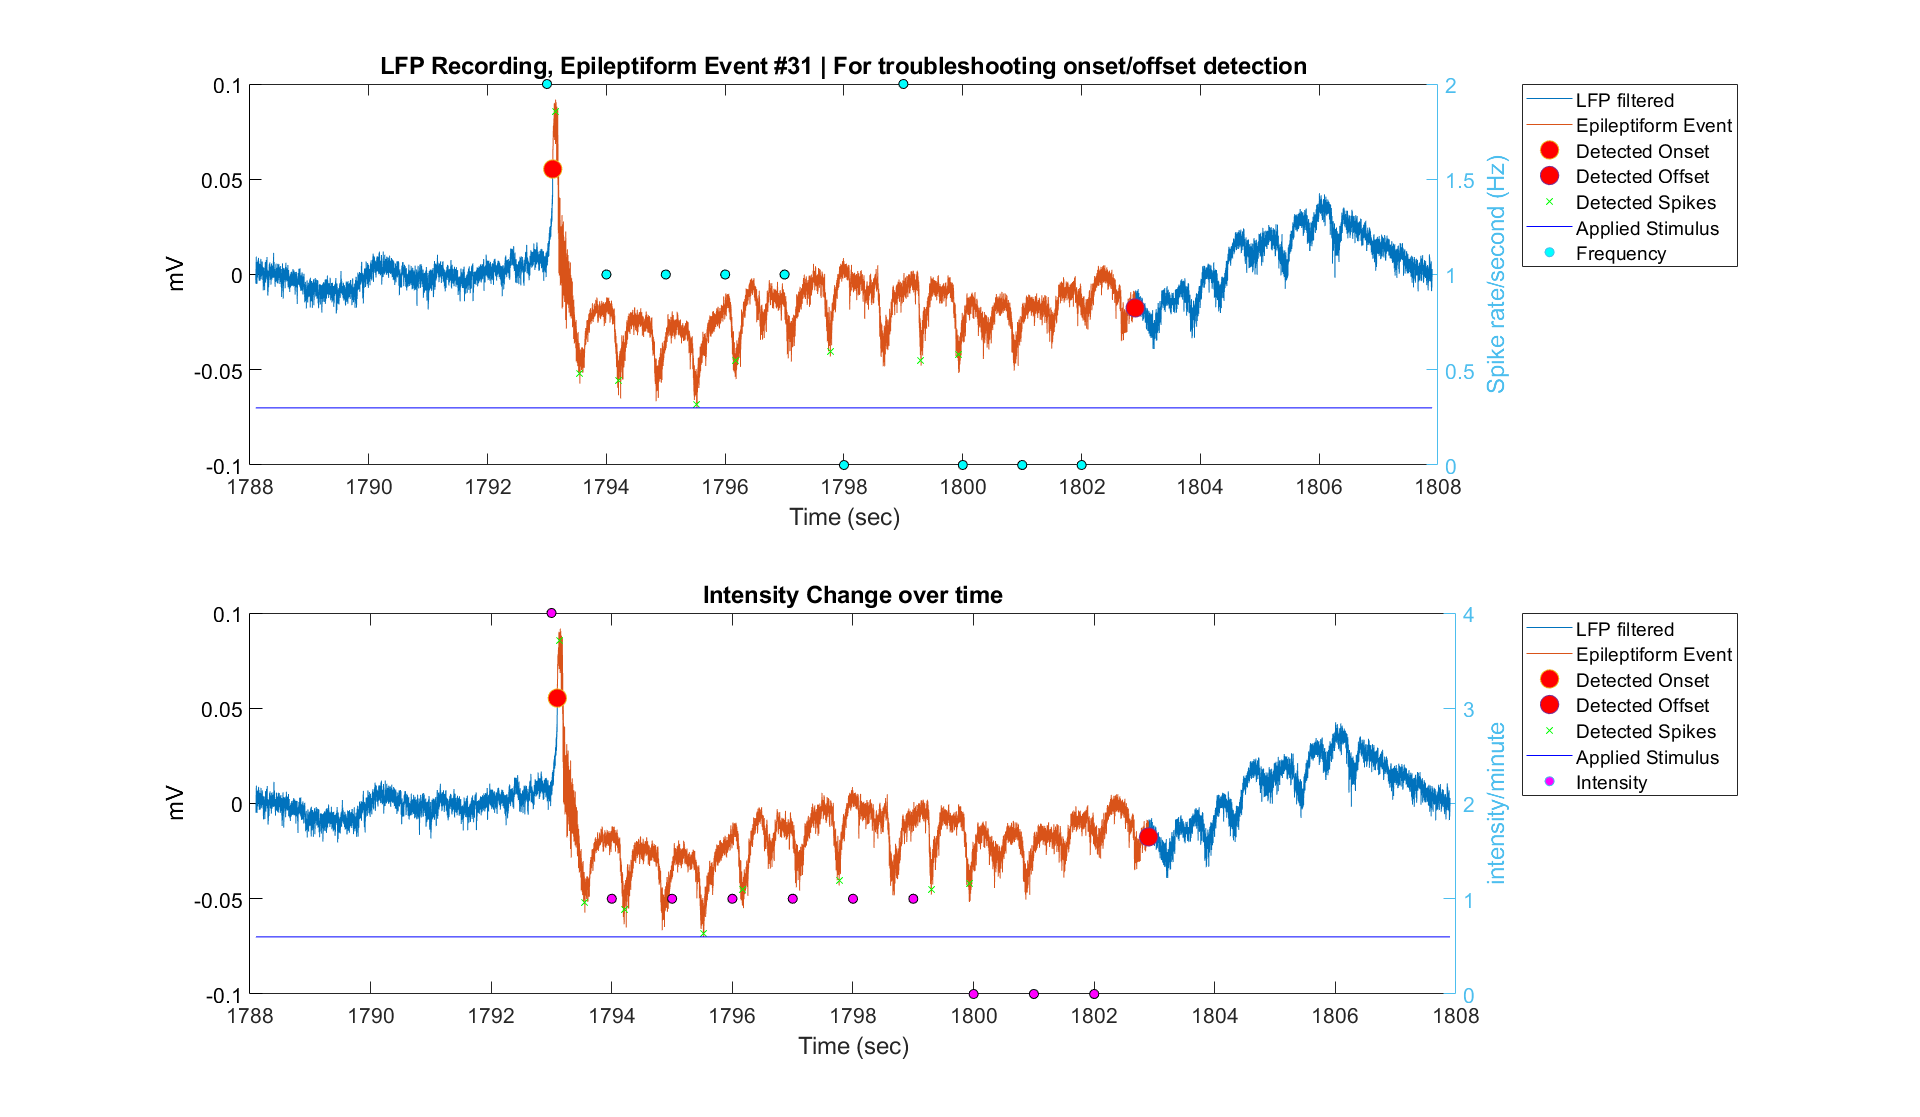 LFP Recording, Epileptiform Event #31 | For troubleshooting onset/offset detection
0.1
0.05
0
-0.05
-0.1
mV
1788 1790 1792 1794 1796 1798 1800 1802 1804 1806 1808
Time (sec)
2
1.5
1
0.5
0
Spike rate/second (Hz)
LFP filtered
Epileptiform Event
Detected Onset
Detected Offset
Detected Spikes
Applied Stimulus
Frequency
Intensity Change over time
0.1
0.05
0
-0.05
-0.1
mV
1788 1790 1792 1794 1796 1798 1800 1802 1804 1806 1808
Time (sec)
4
3
2
1
0
intensity/minute
LFP filtered
Epileptiform Event
Detected Onset
Detected Offset
Detected Spikes
Applied Stimulus
Intensity